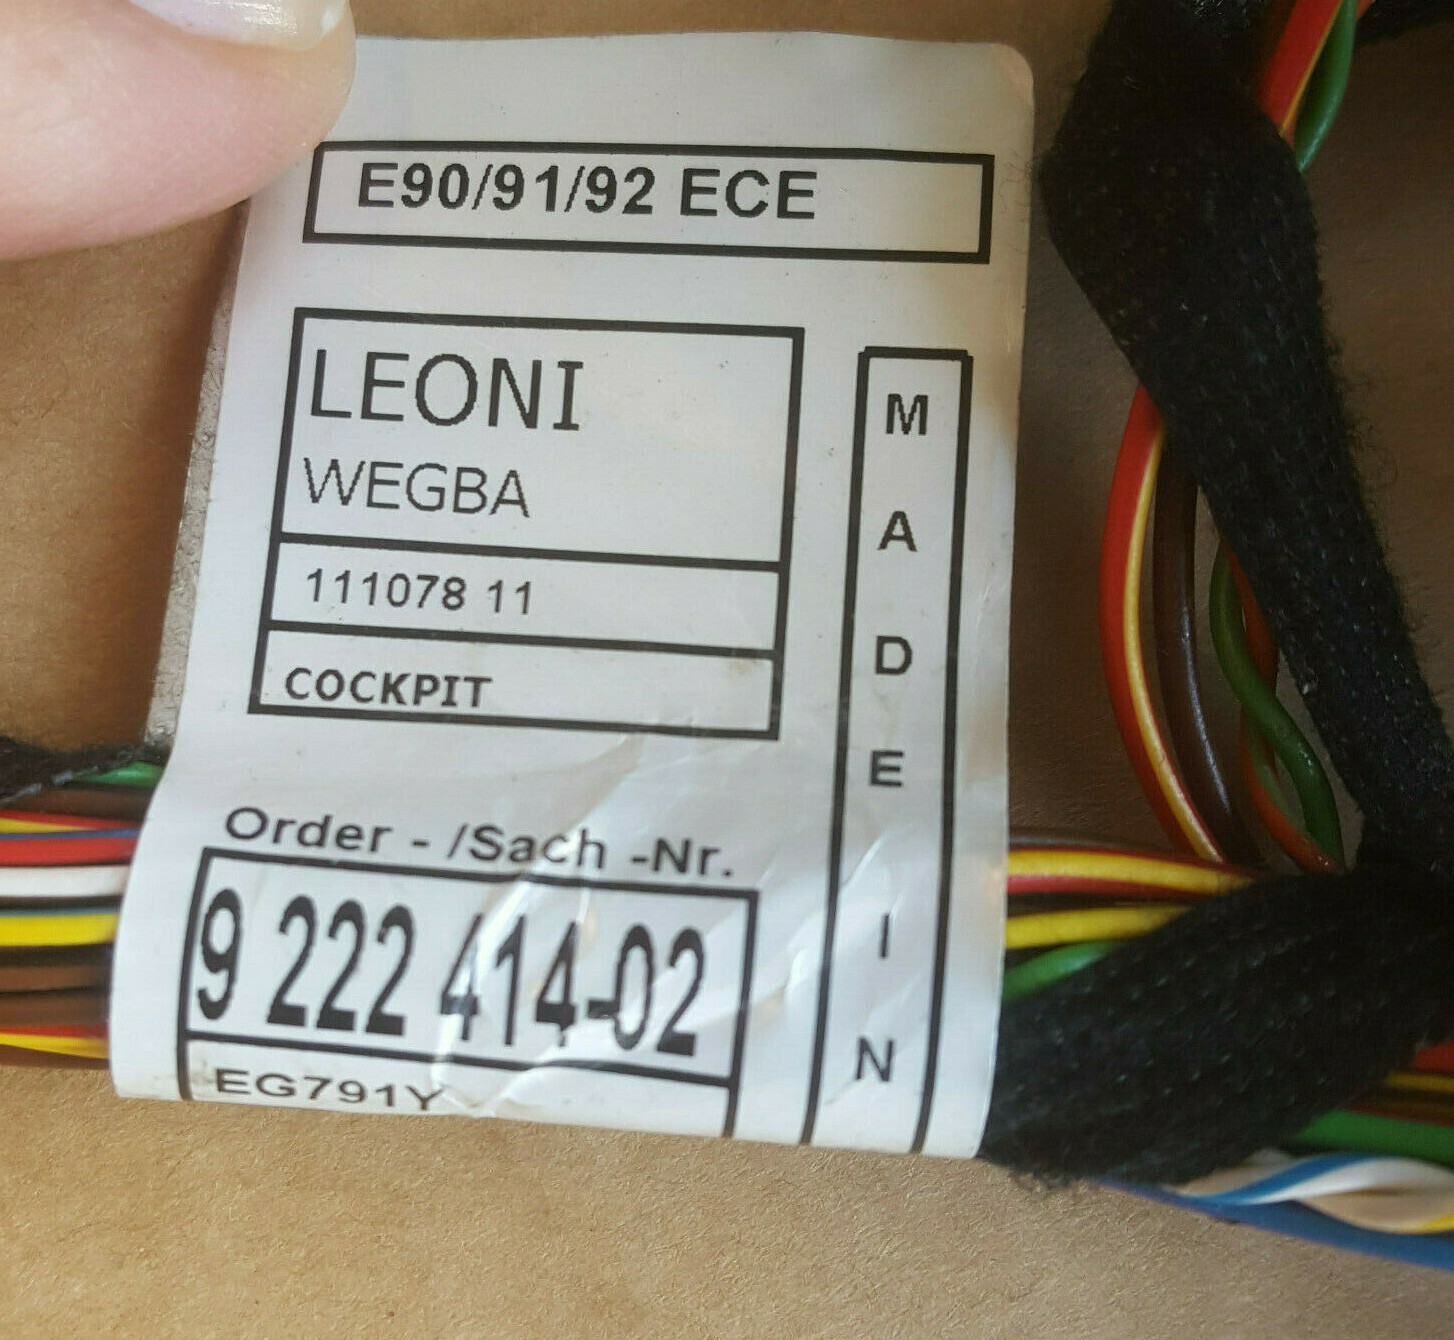 E90/91/92 ECE
LEONI
WEGBA
111078 11
COCKPIT
Order - /Sach -Nr.
9 222 414-02
EG791Y
MADE IN